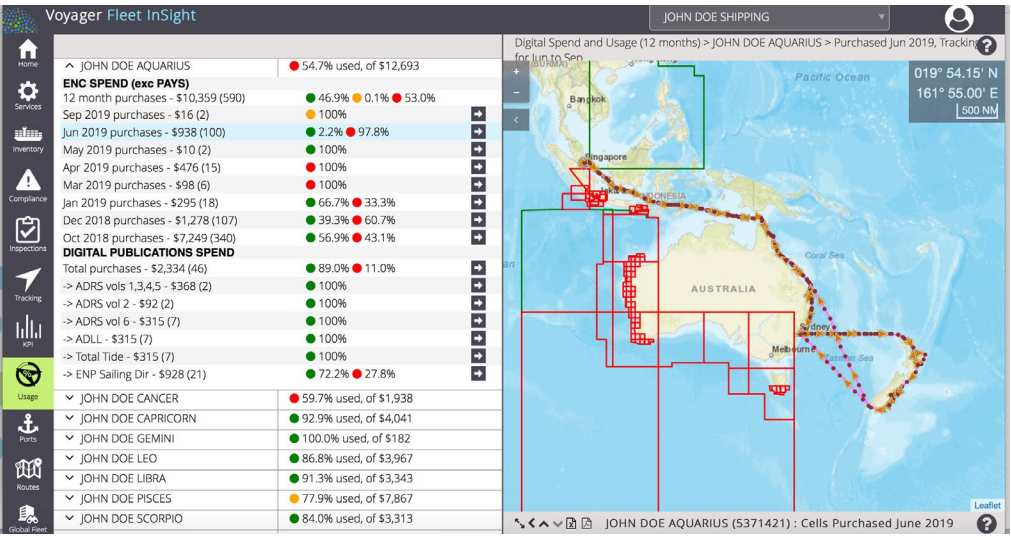 Voyager Fleet InSight
JOHN DOE SHIPPING
Home
Services
Inventory
Compliance
Inspections
Tracking
KPI
Usage
Ports
Routes
Global Fleet
JOHN DOE AQUARIUS 54.7% used, of $12,693
ENC SPEND (exc PAYS)
12 month purchases - $10,359 (590) 46.9% 0.1% 53.0%
Sep 2019 purchases - $16 (2) 100%
Jun 2019 purchases - $938 (100) 2.2% 97.8%
May 2019 purchases - $10 (2) 100%
Apr 2019 purchases - $476 (15) 100%
Mar 2019 purchases - $98 (6) 100%
Jan 2019 purchases - $295 (18) 66.7% 33.3%
Dec 2018 purchases - $1,278 (107) 39.3% 60.7%
Oct 2018 purchases - $7,249 (340) 56.9% 43.1%
DIGITAL PUBLICATIONS SPEND
Total purchases - $2,334 (46) 89.0% 11.0%
-> ADRS vols 1,3,4,5 - $368 (2) 100%
-> ADRS vol 2 - $92 (2) 100%
-> ADRS vol 6 - $315 (7) 100%
-> ADLL - $315 (7) 100%
-> Total Tide - $315 (7) 100%
-> ENP Sailing Dir - $928 (21) 72.2% 27.8%
JOHN DOE CANCER 59.7% used, of $1,938
JOHN DOE CAPRICORN 92.9% used, of $4,041
JOHN DOE GEMINI 100.0% used, of $182
JOHN DOE LEO 86.8% used, of $3,967
JOHN DOE LIBRA 91.3% used, of $3,343
JOHN DOE PISCES 77.9% used, of $7,867
JOHN DOE SCORPIO 84.0% used, of $3,313
Digital Spend and Usage (12 months) > JOHN DOE AQUARIUS > Purchased Jun 2019, Tracking
for Jun to Sep
?
+
−
(BURMA)
Pacific Ocean
019° 54.15' N
161° 55.00' E
500 NM
Bangkok
Singapore
INDONESIA
Coral Sea
AUSTRALIA
Sydney
Melbourne
Tasman Sea
Leaflet
JOHN DOE AQUARIUS (5371421) : Cells Purchased June 2019
?